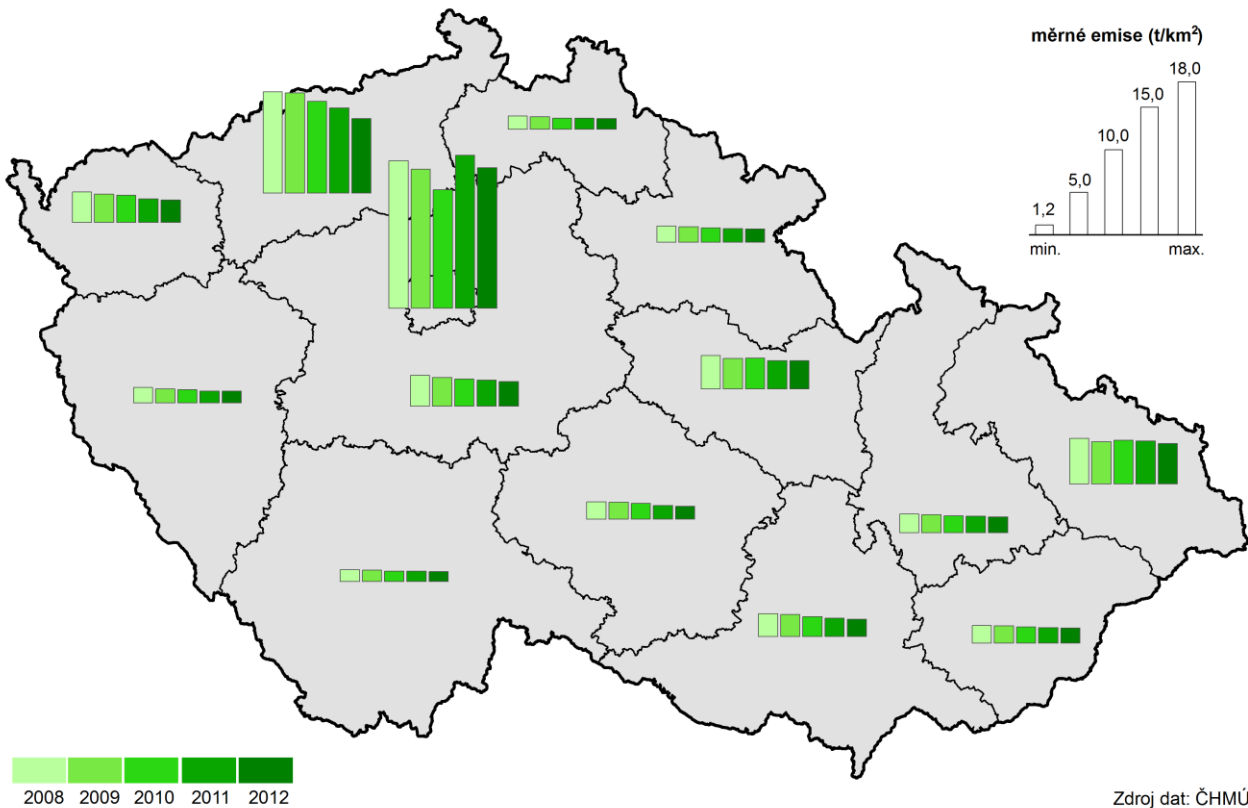 měrné emise (t/km²)
18,0
15,0
10,0
5,0
1,2
min. max.
2008 2009 2010 2011 2012
Zdroj dat: ČHMÚ